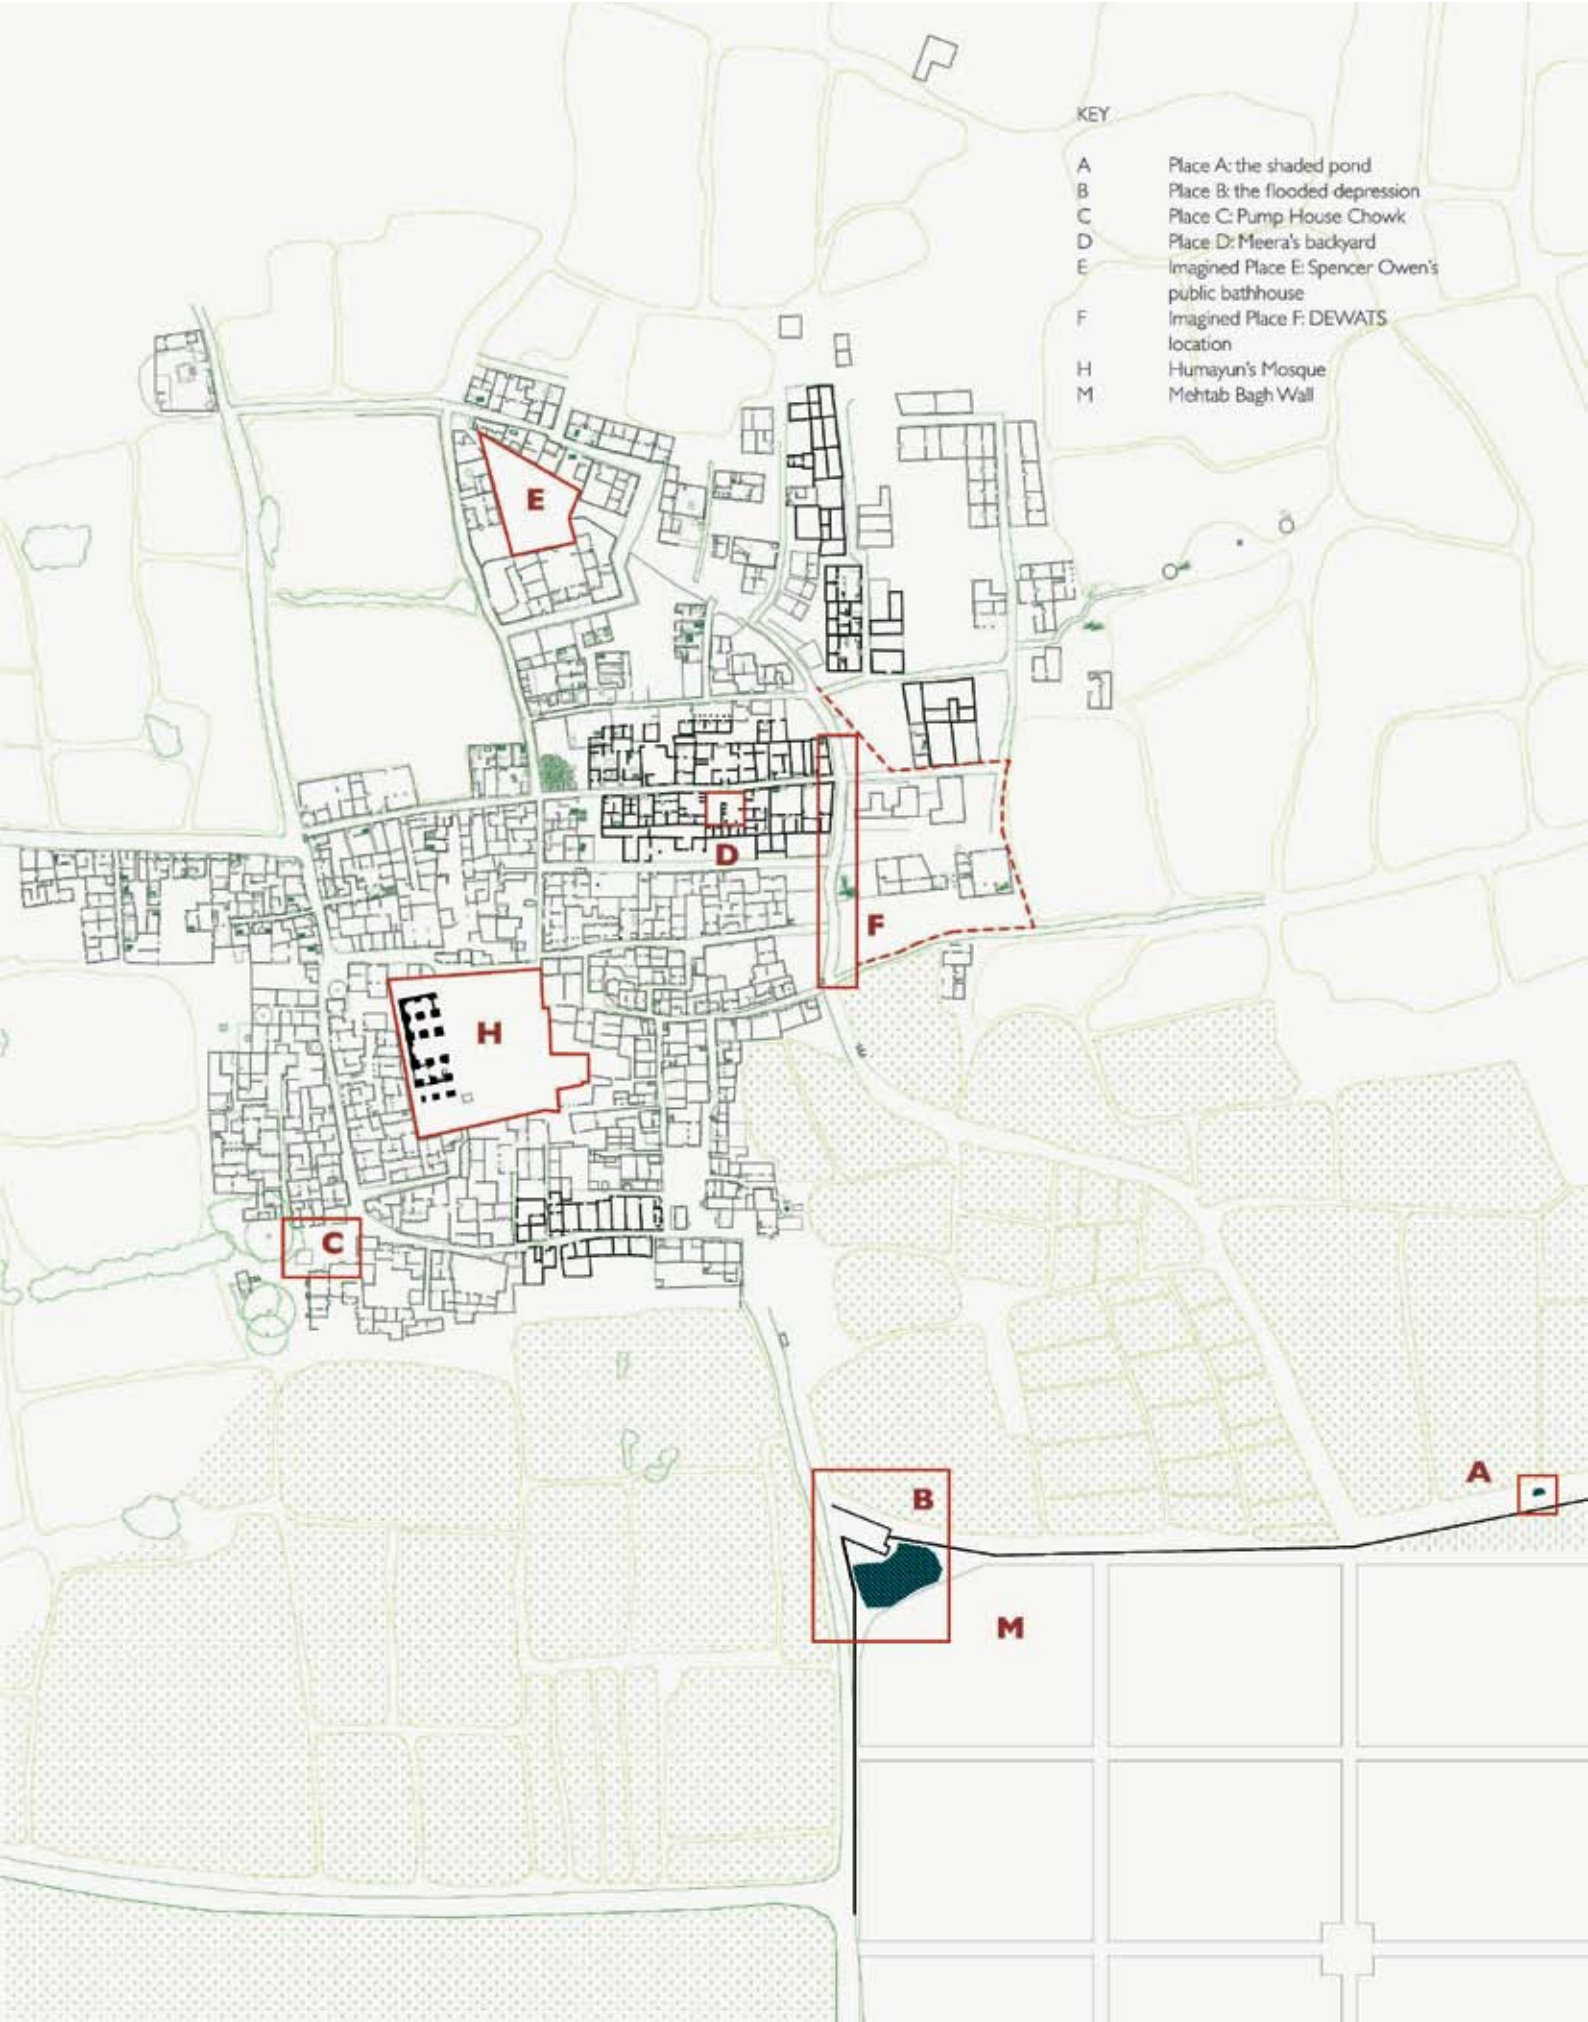 KEY
A Place A: the shaded pond
B Place B: the flooded depression
C Place C: Pump House Chowk
D Place D: Meera's backyard
E Imagined Place E: Spencer Owen's
public bathhouse
F Imagined Place F: DEWATS
location
H Humayun's Mosque
M Mehtab Bagh Wall
E
D
F
H
C
A
B
M